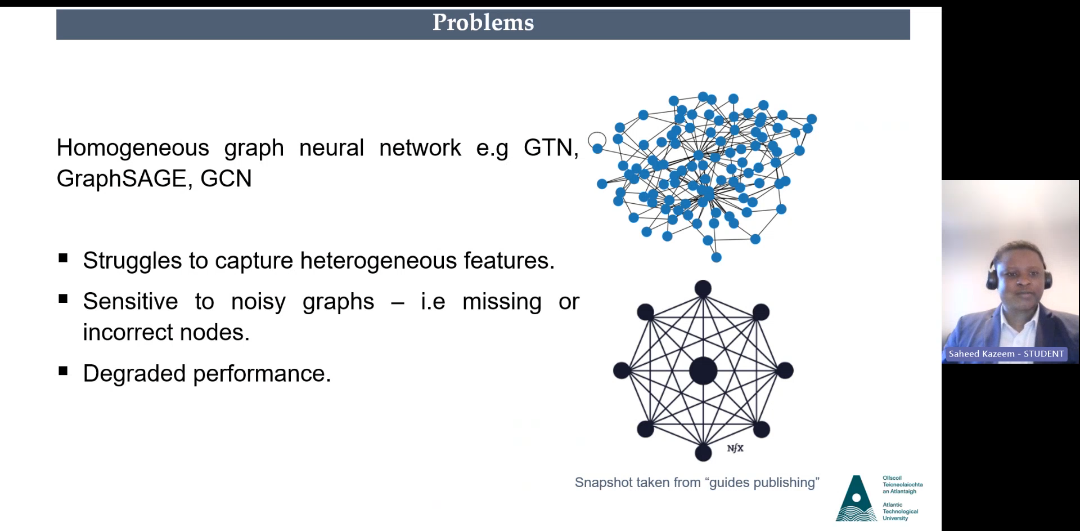 Problems
Homogeneous graph neural network e.g GTN,
GraphSAGE, GCN
▪ Struggles to capture heterogeneous features.
▪ Sensitive to noisy graphs – i.e missing or
incorrect nodes.
▪ Degraded performance.
NfX
Snapshot taken from “guides publishing”
Ollscoil
Teicneolaíochta
an Atlantaigh
Atlantic
Technological
University
Saheed Kazeem - STUDENT